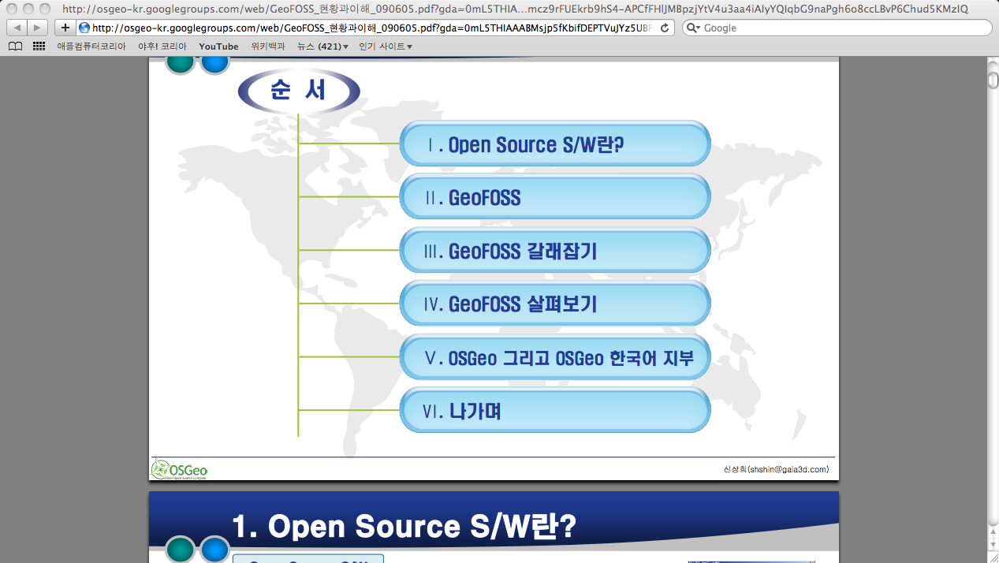 http://osgeo-kr.googlegroups.com/web/GeoFOSS_현황과이해_090605.pdf?gda=0mL5THIA...mcz9rFUEkrb9hS4-APCfFHIJMBpzjYtV4u3aa4iAIyYQIqbG9naPgh6o8ccLBvP6Chud5KMzIQ
http://osgeo-kr.googlegroups.com/web/GeoFOSS_현황과이해_090605.pdf?gda=0mL5THIAAABMsjp5fKbifDEPTVuJYz5UBF
Google
애플컴퓨터코리아 야후! 코리아 YouTube 위키백과 뉴스 (421)▾ 인기 사이트▾
순 서
Ⅰ. Open Source S/W란?
Ⅱ. GeoFOSS
Ⅲ. GeoFOSS 갈래잡기
Ⅳ. GeoFOSS 살펴보기
Ⅴ. OSGeo 그리고 OSGeo 한국어 지부
Ⅵ. 나가며
OSGeo
Your Open Source Compass
신상희(shshin@gaia3d.com)
1. Open Source S/W란?